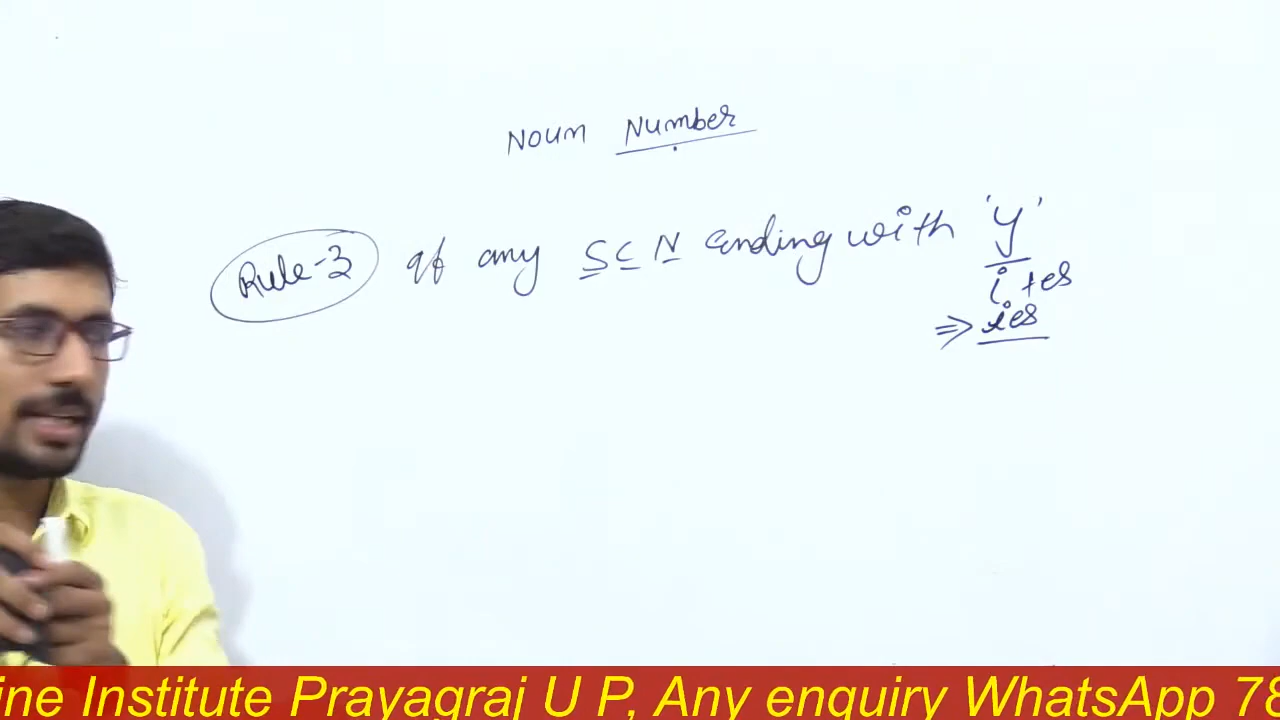 Noun Number
Rule-3 If any S C N ending with 'y'
i + es
⇒ ies
ine Institute Prayagraj U P, Any enquiry WhatsApp 78